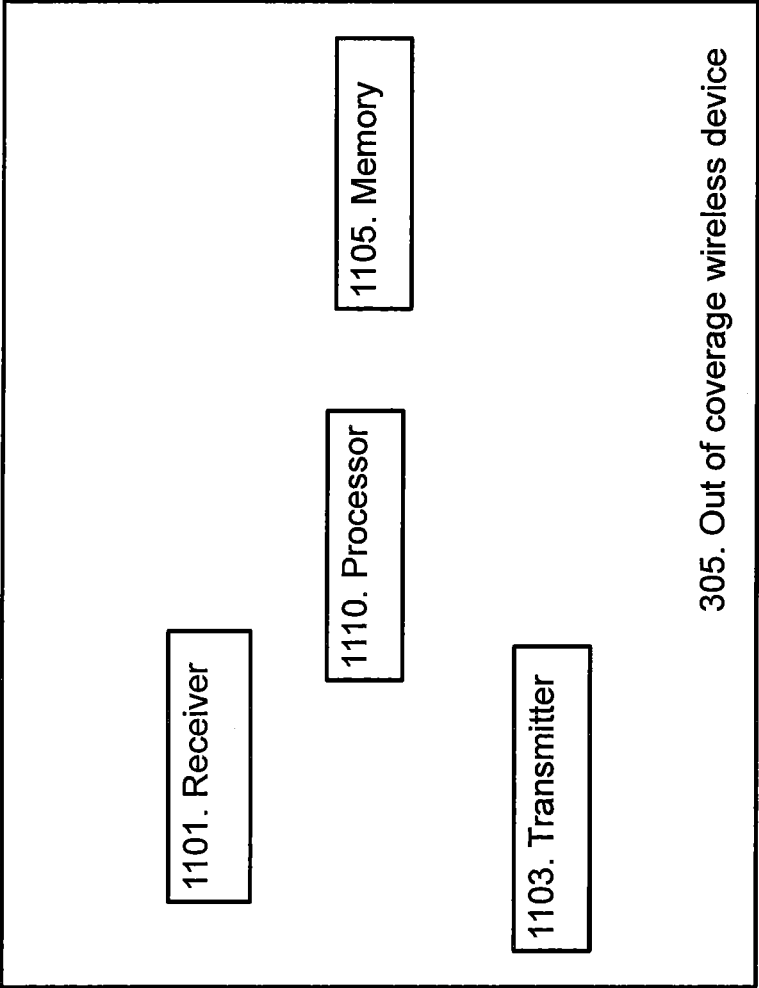 1101. Receiver
1110. Processor
1105. Memory
1103. Transmitter
305. Out of coverage wireless device